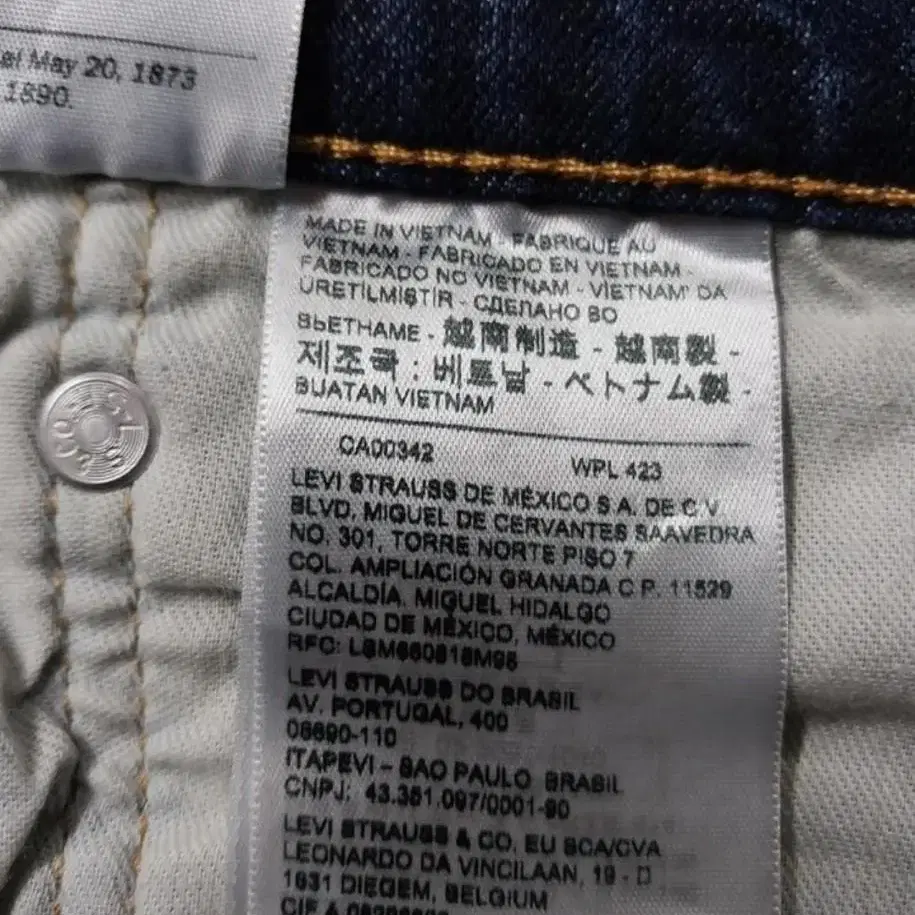 al May 20, 1873
1890.
MADE IN VIETNAM - FABRIQUE AU
VIETNAM - FABRICADO EN VIETNAM -
FABRICADO NO VIETNAM - VIETNAM' DA
ÜRETİLMİŞTİR - СДЕЛАНО ВО
ВЬЕТНАМЕ - 越南制造 - 越南製 -
제조국 : 베트남 - ベトナム製 -
BUATAN VIETNAM
CA00342 WPL 423
LEVI STRAUSS DE MÉXICO S.A. DE C.V
BLVD. MIGUEL DE CERVANTES SAAVEDRA
NO. 301, TORRE NORTE PISO 7
COL. AMPLIACIÓN GRANADA C.P. 11529
ALCALDÍA. MIGUEL HIDALGO
CIUDAD DE MÉXICO, MÉXICO
RFC:
LEVI STRAUSS DO BRASIL
AV. PORTUGAL, 400
06690-110
ITAPEVI – SAO PAULO BRASIL
CNPJ: 43.351.097/0001-90
LEVI STRAUSS & CO. EU BCA/CVA
LEONARDO DA VINCILAAN, 19 - D
1831 DIEGEM, BELGIUM
CIF